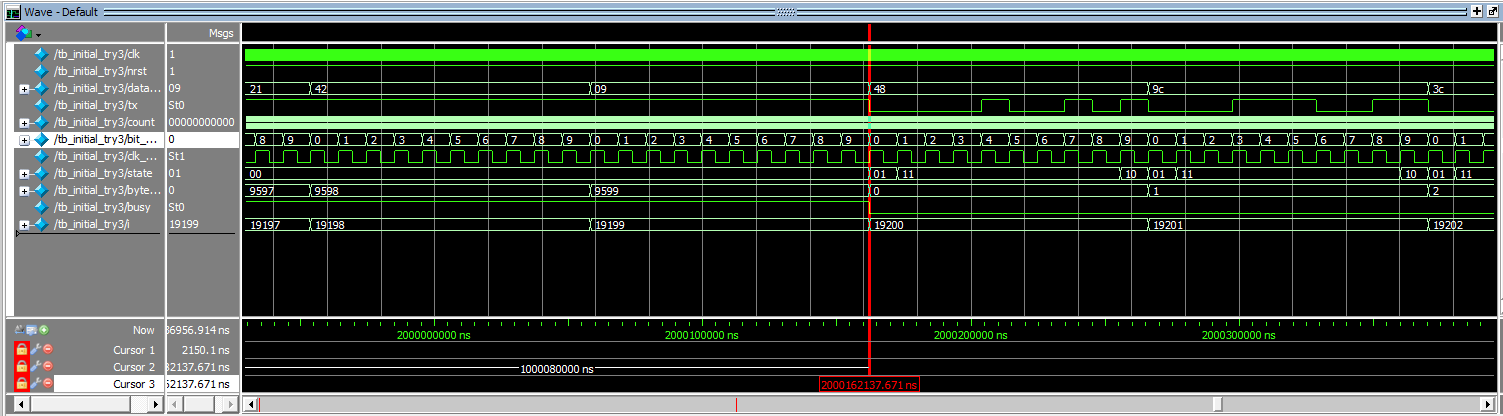 Wave - Default
Msgs
/tb_initial_try3/clk 1
/tb_initial_try3/nrst 1
/tb_initial_try3/data... 09 21 42 09 48 9c 3c
/tb_initial_try3/tx St0
/tb_initial_try3/count 00000000000
/tb_initial_try3/bit_... 0 8 9 0 1 2 3 4 5 6 7 8 9 0 1 2 3 4 5 6 7 8 9 0 1 2 3 4 5 6 7 8 9 0 1 2 3 4 5 6 7 8 9 0 1
/tb_initial_try3/clk_... St1
/tb_initial_try3/state 01 00 01 11 10 01 11 10 01 11
/tb_initial_try3/byte... 0 9597 9598 9599 0 1 2
/tb_initial_try3/busy St0
/tb_initial_try3/i 19199 19197 19198 19199 19200 19201 19202
Now 36956.914 ns 2000000000 ns 2000100000 ns 2000200000 ns 2000300000 ns
Cursor 1 2150.1 ns
Cursor 2 32137.671 ns 1000080000 ns
Cursor 3 52137.671 ns 2000162137.671 ns